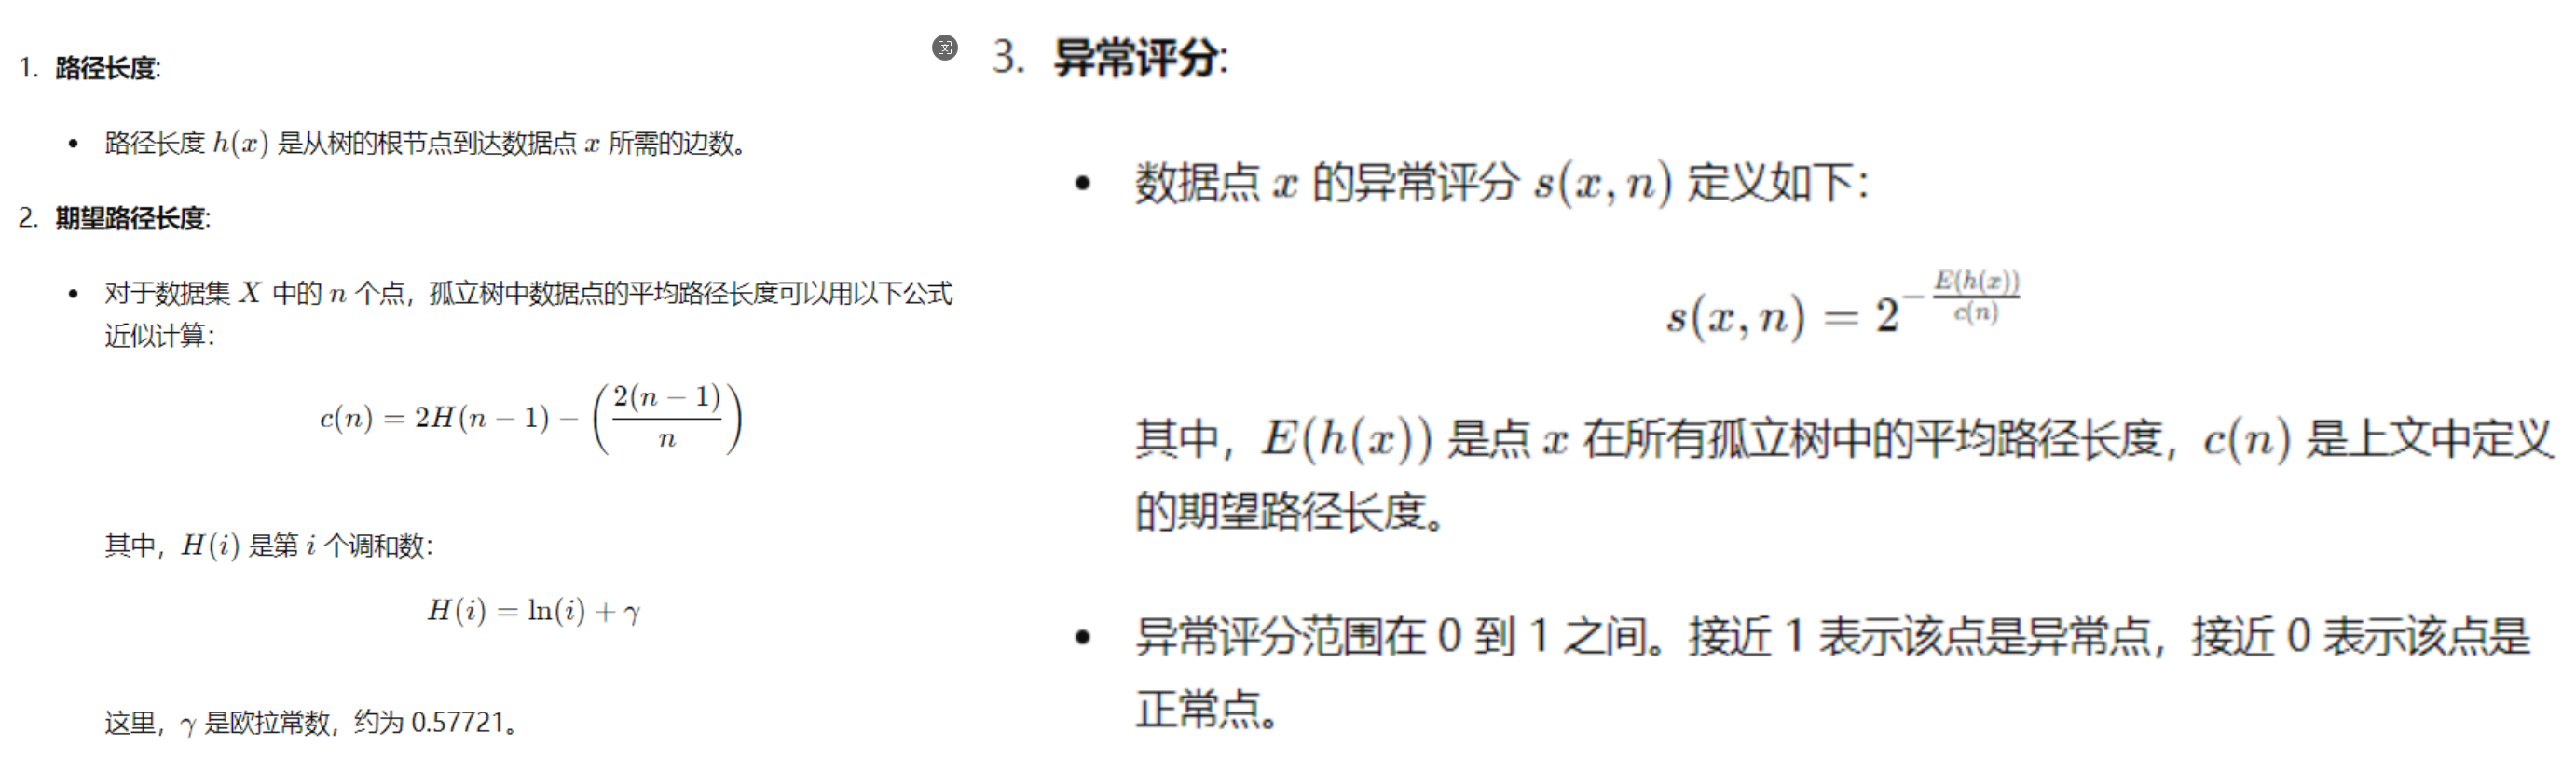 1. 路径长度:
• 路径长度 h(x) 是从树的根节点到达数据点 x 所需的边数。
2. 期望路径长度:
• 对于数据集 X 中的 n 个点，孤立树中数据点的平均路径长度可以用以下公式
近似计算：
c(n) = 2H(n − 1) − (2(n − 1)/n)
其中，H(i) 是第 i 个调和数：
H(i) = ln(i) + γ
这里，γ 是欧拉常数，约为 0.57721。
3. 异常评分:
• 数据点 x 的异常评分 s(x, n) 定义如下：
s(x, n) = 2^{−E(h(x))/c(n)}
其中，E(h(x)) 是点 x 在所有孤立树中的平均路径长度，c(n) 是上文中定义
的期望路径长度。
• 异常评分范围在 0 到 1 之间。接近 1 表示该点是异常点，接近 0 表示该点是
正常点。